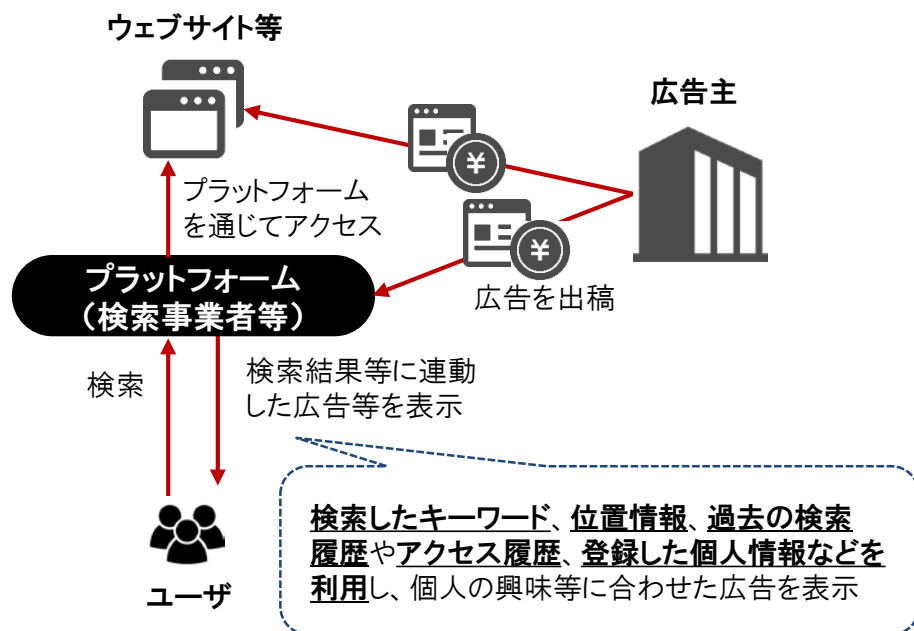 ウェブサイト等
広告主
¥
プラットフォーム
を通じてアクセス
¥
広告を出稿
プラットフォーム
(検索事業者等)
検索
検索結果等に連動
した広告等を表示
検索したキーワード、位置情報、過去の検索
履歴やアクセス履歴、登録した個人情報などを
利用し、個人の興味等に合わせた広告を表示
ユーザ